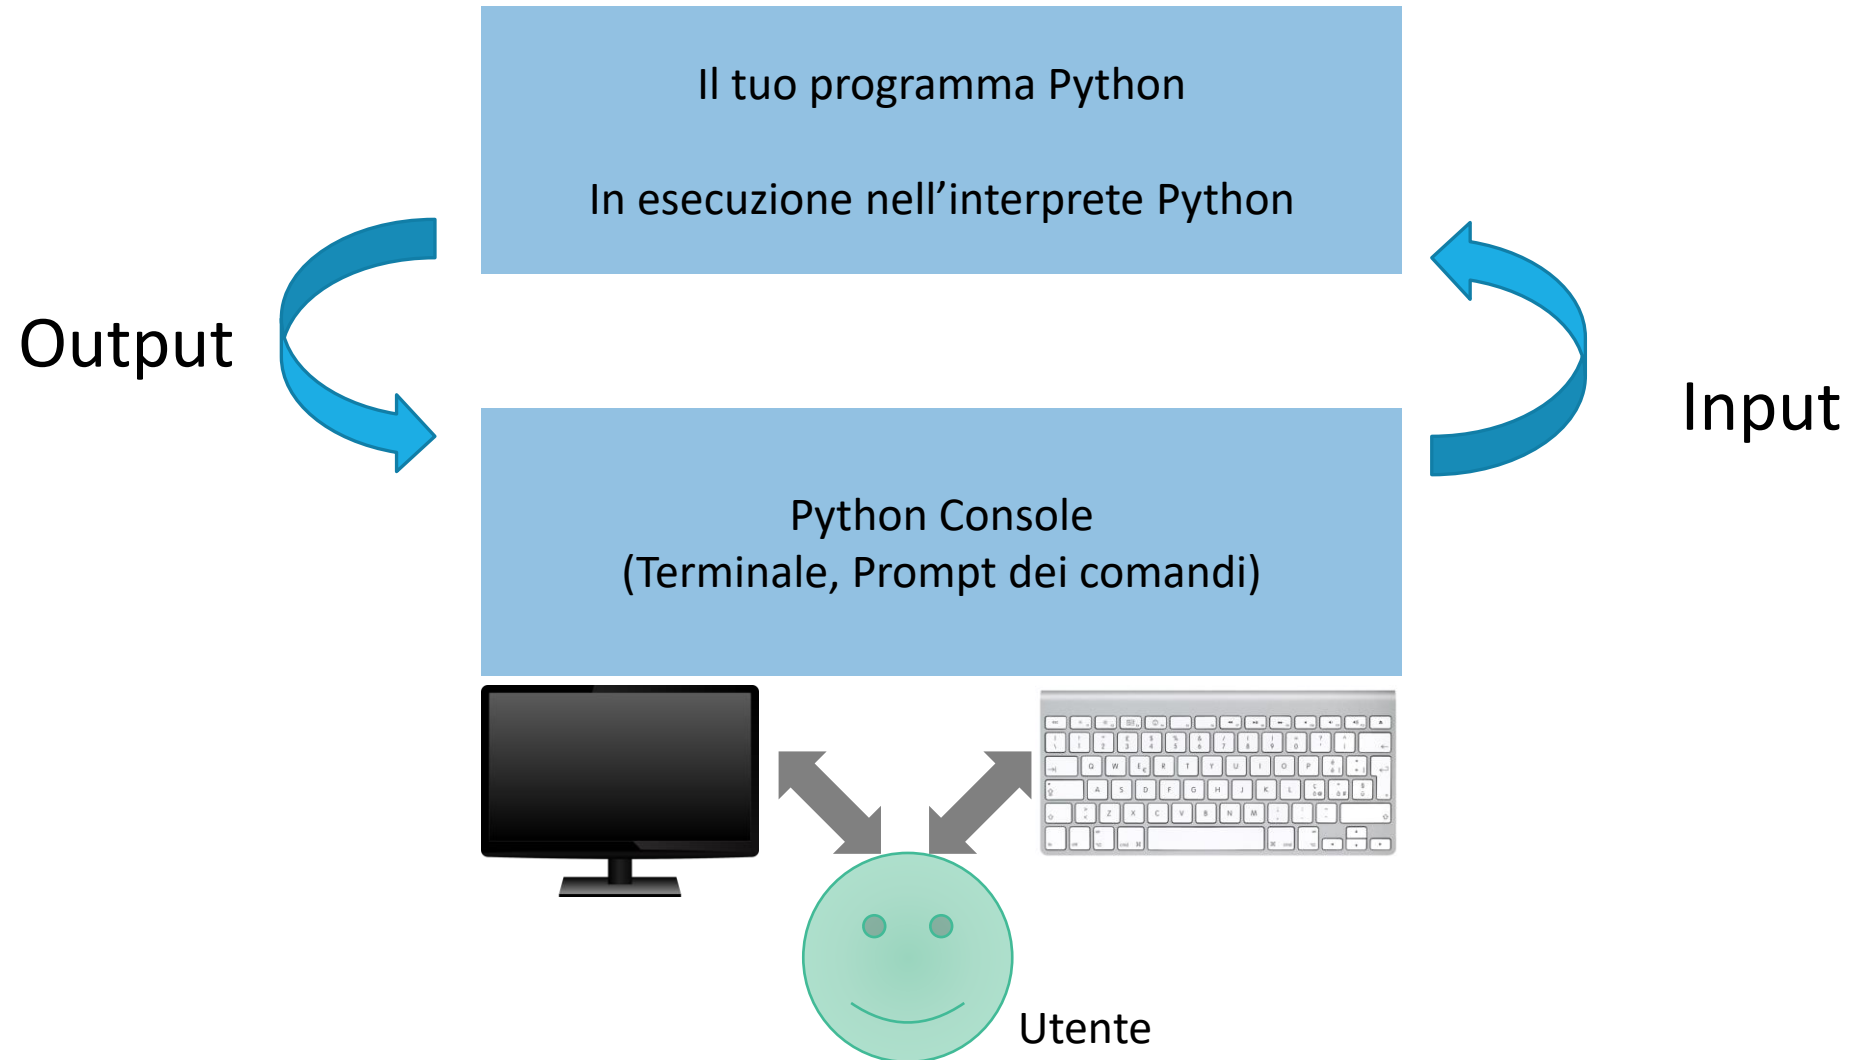 Il tuo programma Python
In esecuzione nell’interprete Python
Output
Input
Python Console
(Terminale, Prompt dei comandi)
Utente